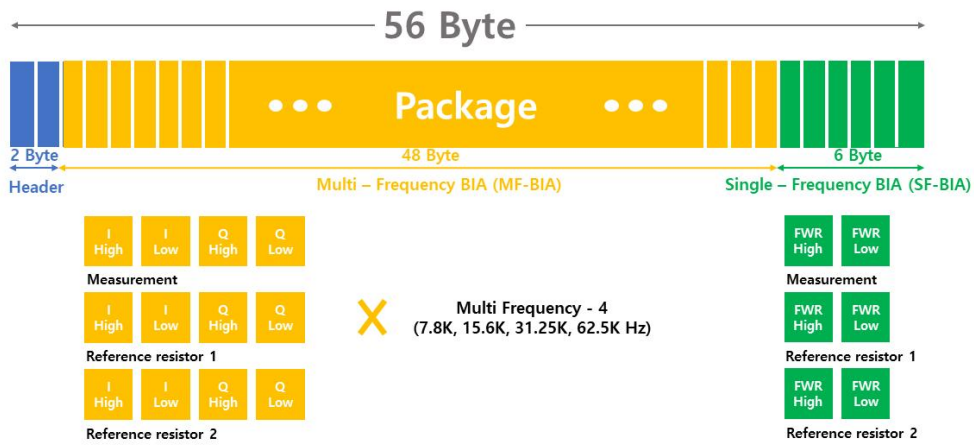 56 Byte
Package
2 Byte
48 Byte
6 Byte
Header
Multi – Frequency BIA (MF-BIA)
Single – Frequency BIA (SF-BIA)
I High
I Low
Q High
Q Low
FWR High
FWR Low
Measurement
Measurement
I High
I Low
Q High
Q Low
Multi Frequency - 4
(7.8K, 15.6K, 31.25K, 62.5K Hz)
FWR High
FWR Low
Reference resistor 1
Reference resistor 1
I High
I Low
Q High
Q Low
FWR High
FWR Low
Reference resistor 2
Reference resistor 2